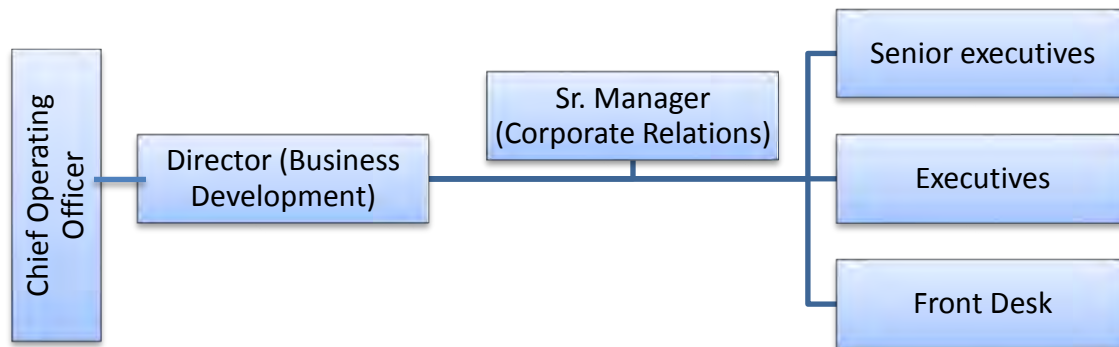 Chief Operating
Officer
Director (Business
Development)
Sr. Manager
(Corporate Relations)
Senior executives
Executives
Front Desk